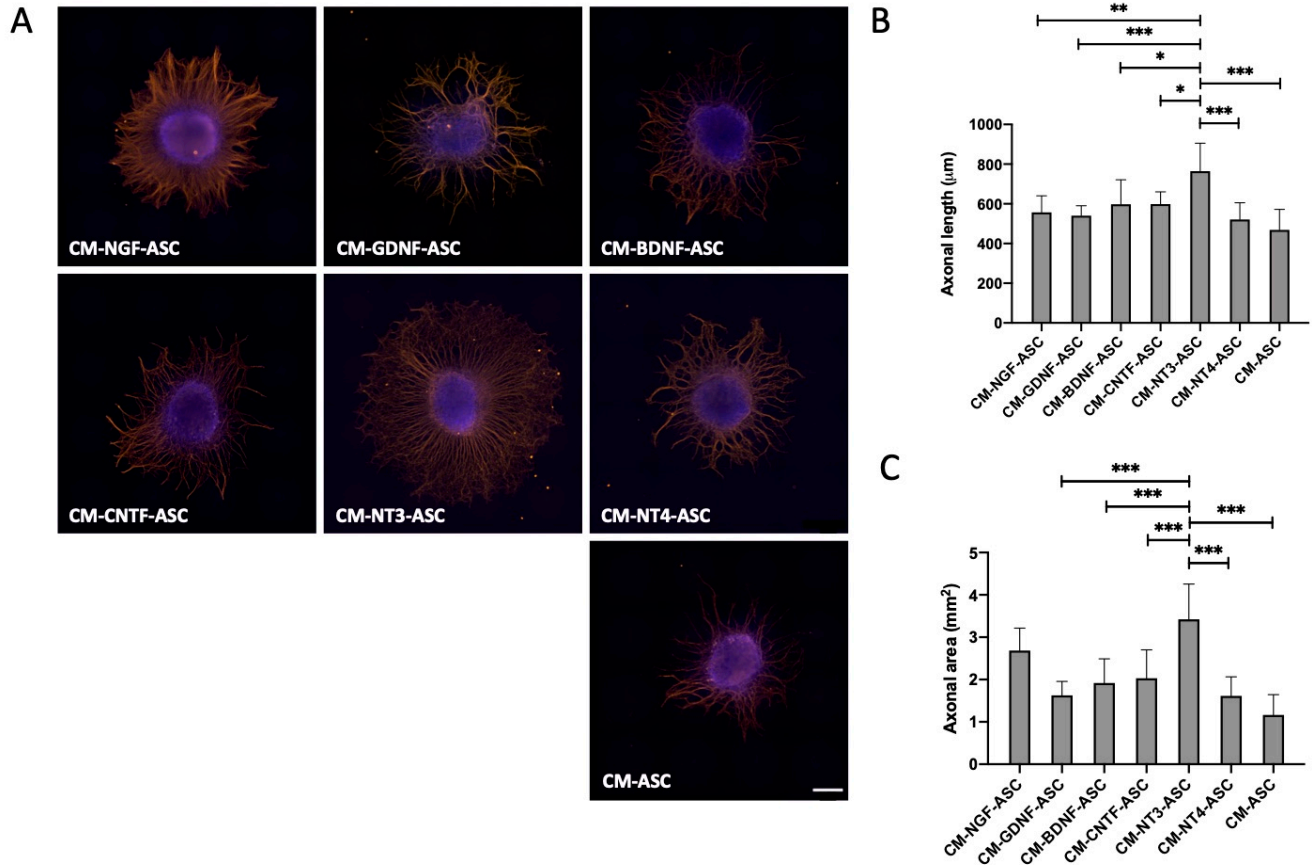 A
CM-NGF-ASC
CM-GDNF-ASC
CM-BDNF-ASC
CM-CNTF-ASC
CM-NT3-ASC
CM-NT4-ASC
CM-ASC
B
**
***
*
***
*
***
1000
800
600
400
200
0
Axonal length (μm)
CM-NGF-ASC
CM-GDNF-ASC
CM-BDNF-ASC
CM-CNTF-ASC
CM-NT3-ASC
CM-NT4-ASC
CM-ASC
C
***
***
***
***
***
5
4
3
2
1
0
Axonal area (mm²)
CM-NGF-ASC
CM-GDNF-ASC
CM-BDNF-ASC
CM-CNTF-ASC
CM-NT3-ASC
CM-NT4-ASC
CM-ASC